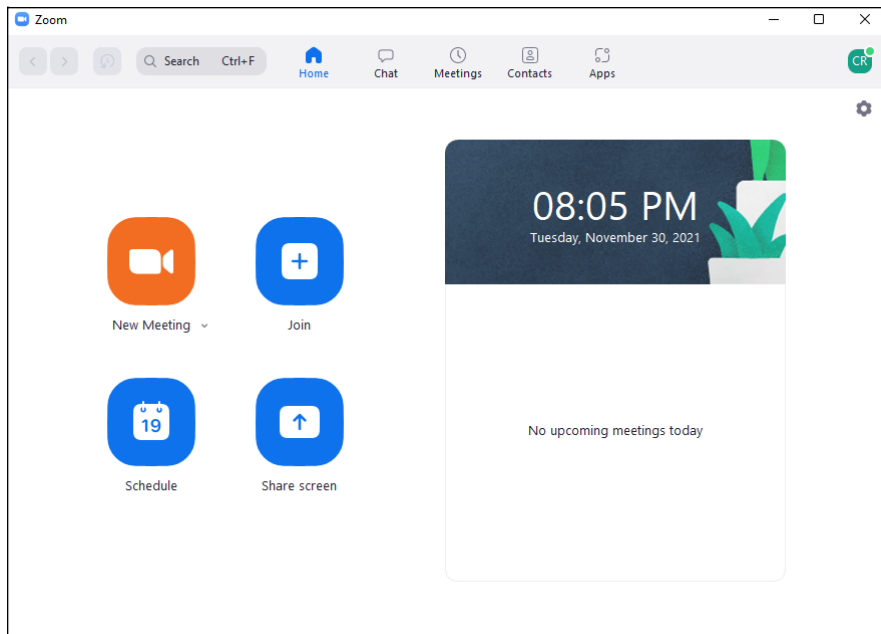 Zoom
Search Ctrl+F
Home
Chat
Meetings
Contacts
Apps
CR
08:05 PM
Tuesday, November 30, 2021
New Meeting
Join
19
Schedule
Share screen
No upcoming meetings today